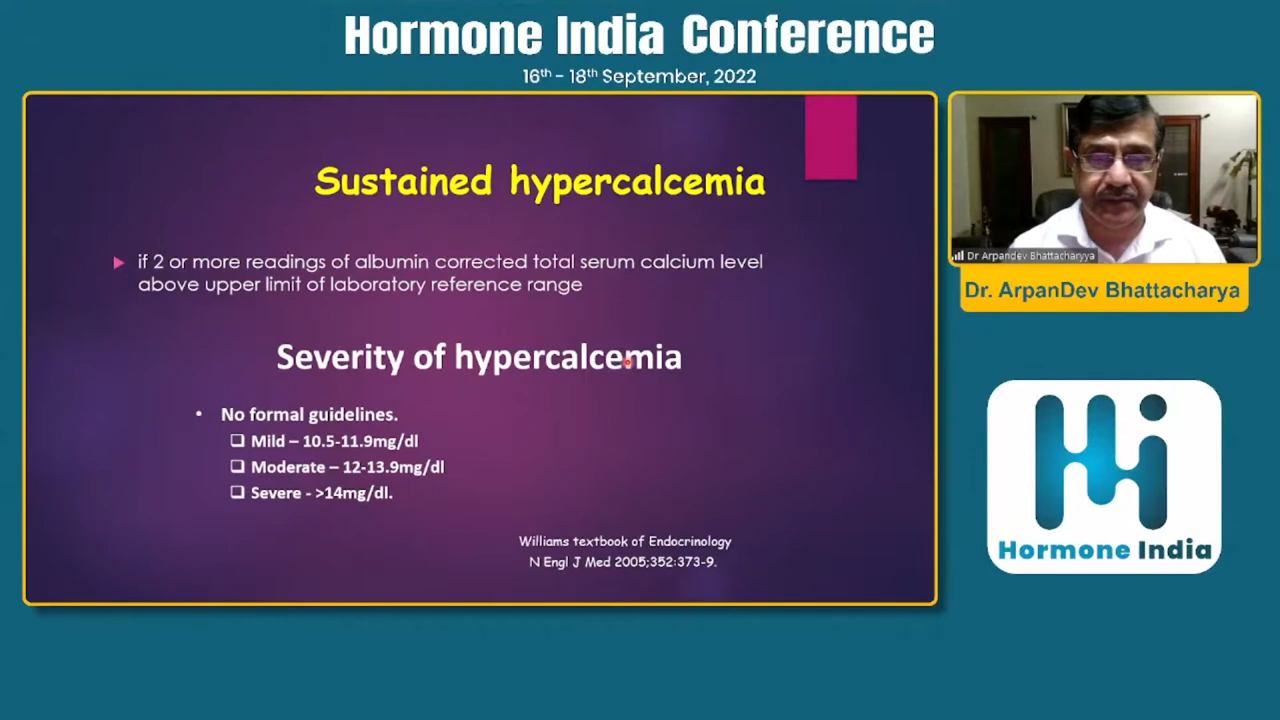 Hormone India Conference
16th - 18th September, 2022
Sustained hypercalcemia
if 2 or more readings of albumin corrected total serum calcium level
above upper limit of laboratory reference range
Severity of hypercalcemia
• No formal guidelines.
❑ Mild – 10.5-11.9mg/dl
❑ Moderate – 12-13.9mg/dl
❑ Severe - >14mg/dl.
Williams textbook of Endocrinology
N Engl J Med 2005;352:373-9.
Dr Arpandev Bhattacharyya
Dr. ArpanDev Bhattacharya
Hormone India